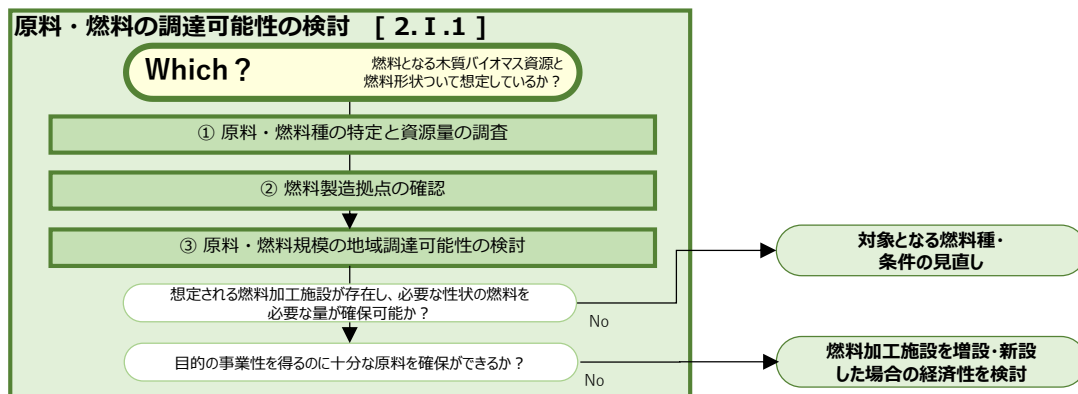 原料・燃料の調達可能性の検討 [ 2.Ⅰ.1 ]
Which？
燃料となる木質バイオマス資源と
燃料形状ついて想定しているか？
① 原料・燃料種の特定と資源量の調査
② 燃料製造拠点の確認
③ 原料・燃料規模の地域調達可能性の検討
対象となる燃料種・
条件の見直し
想定される燃料加工施設が存在し、必要な性状の燃料を
必要な量が確保可能か？
No
目的の事業性を得るのに十分な原料を確保ができるか？
No
燃料加工施設を増設・新設
した場合の経済性を検討